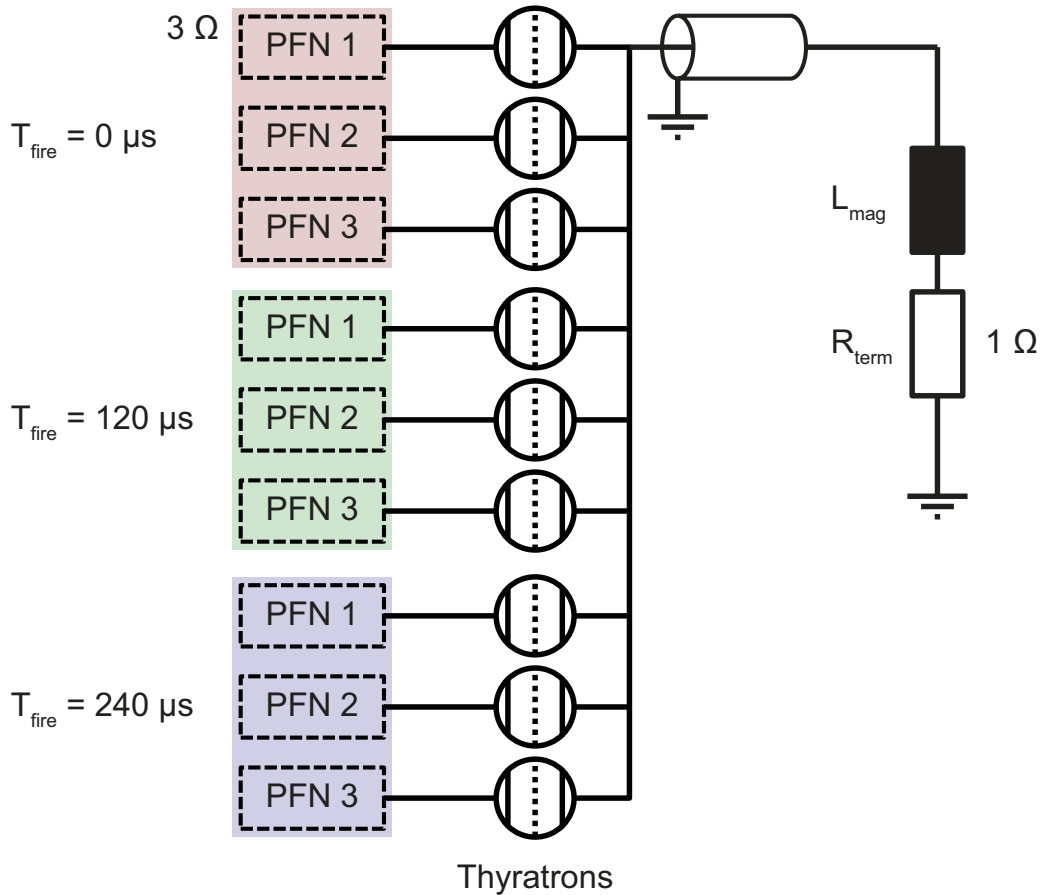 3 Ω
PFN 1
T_fire = 0 µs
PFN 2
PFN 3
L_mag
PFN 1
R_term
1 Ω
T_fire = 120 µs
PFN 2
PFN 3
PFN 1
T_fire = 240 µs
PFN 2
PFN 3
Thyratrons